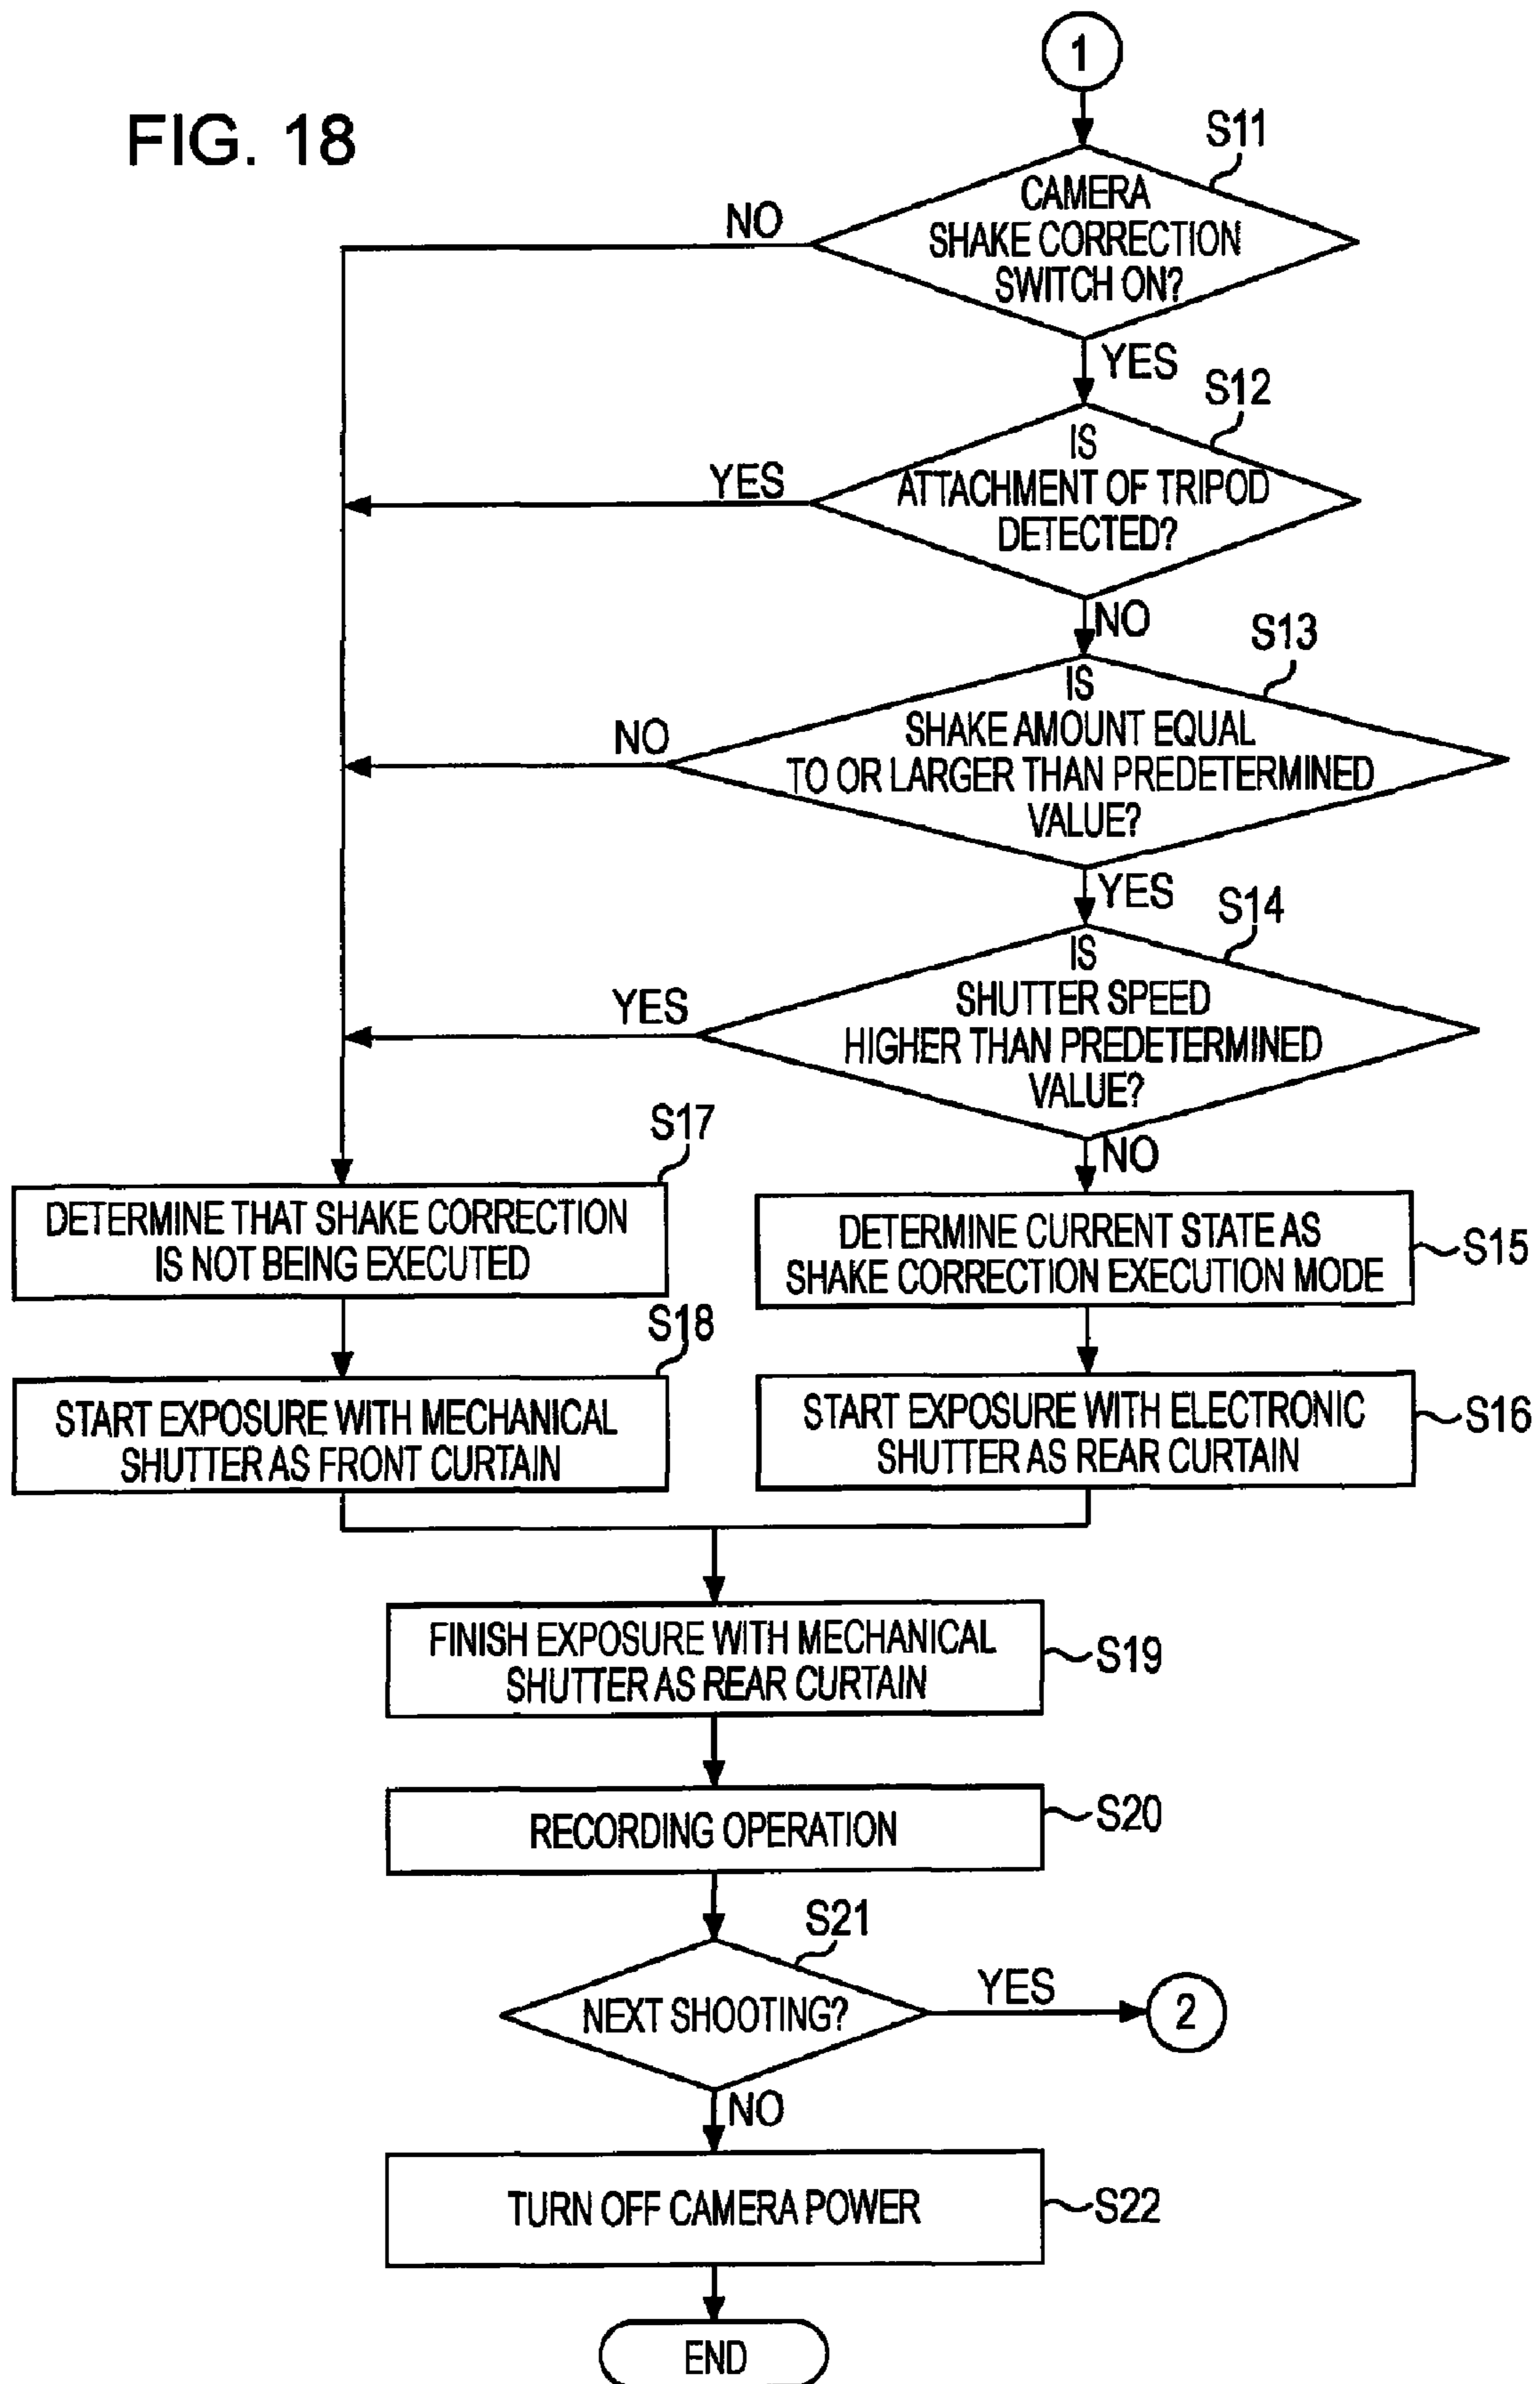 FIG. 18
1
S11
CAMERA
SHAKE CORRECTION
SWITCH ON?
NO
YES
S12
IS
ATTACHMENT OF TRIPOD
DETECTED?
YES
NO
S13
IS
SHAKE AMOUNT EQUAL
TO OR LARGER THAN PREDETERMINED
VALUE?
NO
YES
S14
IS
SHUTTER SPEED
HIGHER THAN PREDETERMINED
VALUE?
YES
NO
S17
DETERMINE THAT SHAKE CORRECTION
IS NOT BEING EXECUTED
DETERMINE CURRENT STATE AS
SHAKE CORRECTION EXECUTION MODE
S15
S18
START EXPOSURE WITH MECHANICAL
SHUTTER AS FRONT CURTAIN
START EXPOSURE WITH ELECTRONIC
SHUTTER AS REAR CURTAIN
S16
FINISH EXPOSURE WITH MECHANICAL
SHUTTER AS REAR CURTAIN
S19
RECORDING OPERATION
S20
S21
NEXT SHOOTING?
YES
2
NO
TURN OFF CAMERA POWER
S22
END